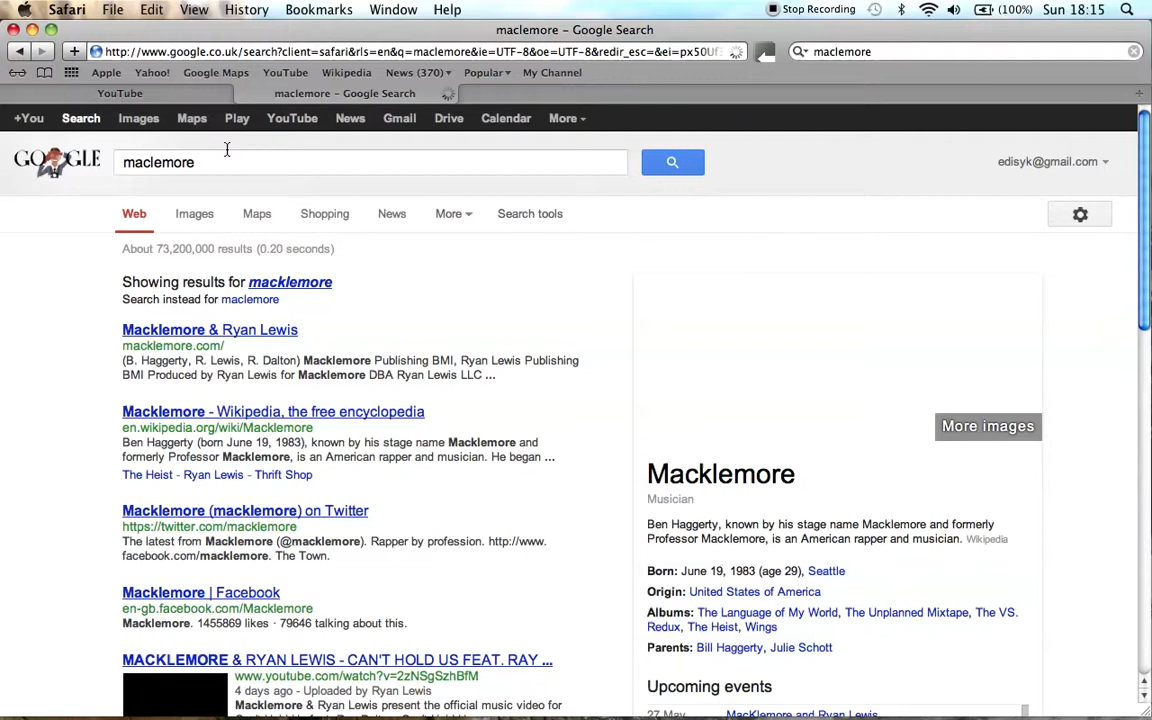 Safari File Edit View History Bookmarks Window Help Stop Recording (100%) Sun 18:15
maclemore - Google Search
http://www.google.co.uk/search?client=safari&rls=en&q=maclemore&ie=UTF-8&oe=UTF-8&redir_esc=&ei=px50U maclemore
Apple Yahoo! Google Maps YouTube Wikipedia News (370) Popular My Channel
YouTube maclemore - Google Search
+You Search Images Maps Play YouTube News Gmail Drive Calendar More
GOOGLE maclemore edisyk@gmail.com
Web Images Maps Shopping News More Search tools
About 73,200,000 results (0.20 seconds)
Showing results for macklemore
Search instead for maclemore
Macklemore & Ryan Lewis
macklemore.com/
(B. Haggerty, R. Lewis, R. Dalton) Macklemore Publishing BMI, Ryan Lewis Publishing
BMI Produced by Ryan Lewis for Macklemore DBA Ryan Lewis LLC ...
Macklemore - Wikipedia, the free encyclopedia
en.wikipedia.org/wiki/Macklemore
Ben Haggerty (born June 19, 1983), known by his stage name Macklemore and
formerly Professor Macklemore, is an American rapper and musician. He began ...
The Heist - Ryan Lewis - Thrift Shop
Macklemore (macklemore) on Twitter
https://twitter.com/macklemore
The latest from Macklemore (@macklemore). Rapper by profession. http://www.
facebook.com/macklemore. The Town.
Macklemore | Facebook
en-gb.facebook.com/Macklemore
Macklemore. 1455869 likes · 79646 talking about this.
MACKLEMORE & RYAN LEWIS - CAN'T HOLD US FEAT. RAY ...
www.youtube.com/watch?v=2zNSgSzhBfM
4 days ago - Uploaded by Ryan Lewis
Macklemore & Ryan Lewis present the official music video for
More images
Macklemore
Musician
Ben Haggerty, known by his stage name Macklemore and formerly
Professor Macklemore, is an American rapper and musician. Wikipedia
Born: June 19, 1983 (age 29), Seattle
Origin: United States of America
Albums: The Language of My World, The Unplanned Mixtape, The VS.
Redux, The Heist, Wings
Parents: Bill Haggerty, Julie Schott
Upcoming events
27 May MacKlemore and Ryan Lewis